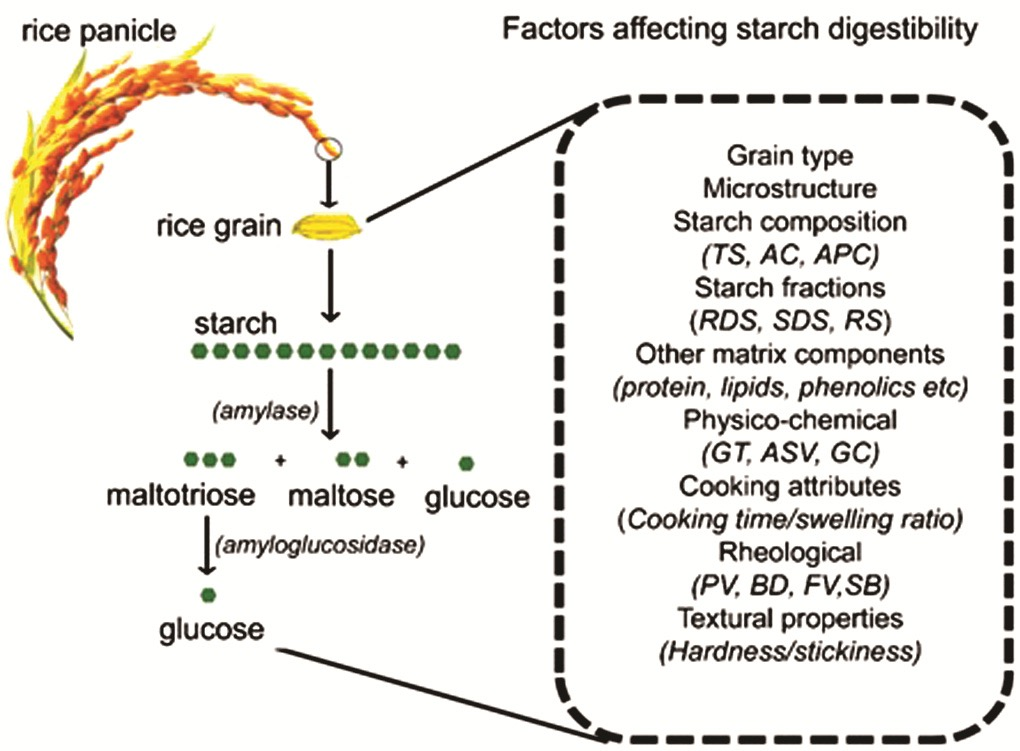 rice panicle
Factors affecting starch digestibility
rice grain
starch
(amylase)
+ +
maltotriose maltose glucose
(amyloglucosidase)
glucose
Grain type
Microstructure
Starch composition
(TS, AC, APC)
Starch fractions
(RDS, SDS, RS)
Other matrix components
(protein, lipids, phenolics etc)
Physico-chemical
(GT, ASV, GC)
Cooking attributes
(Cooking time/swelling ratio)
Rheological
(PV, BD, FV,SB)
Textural properties
(Hardness/stickiness)